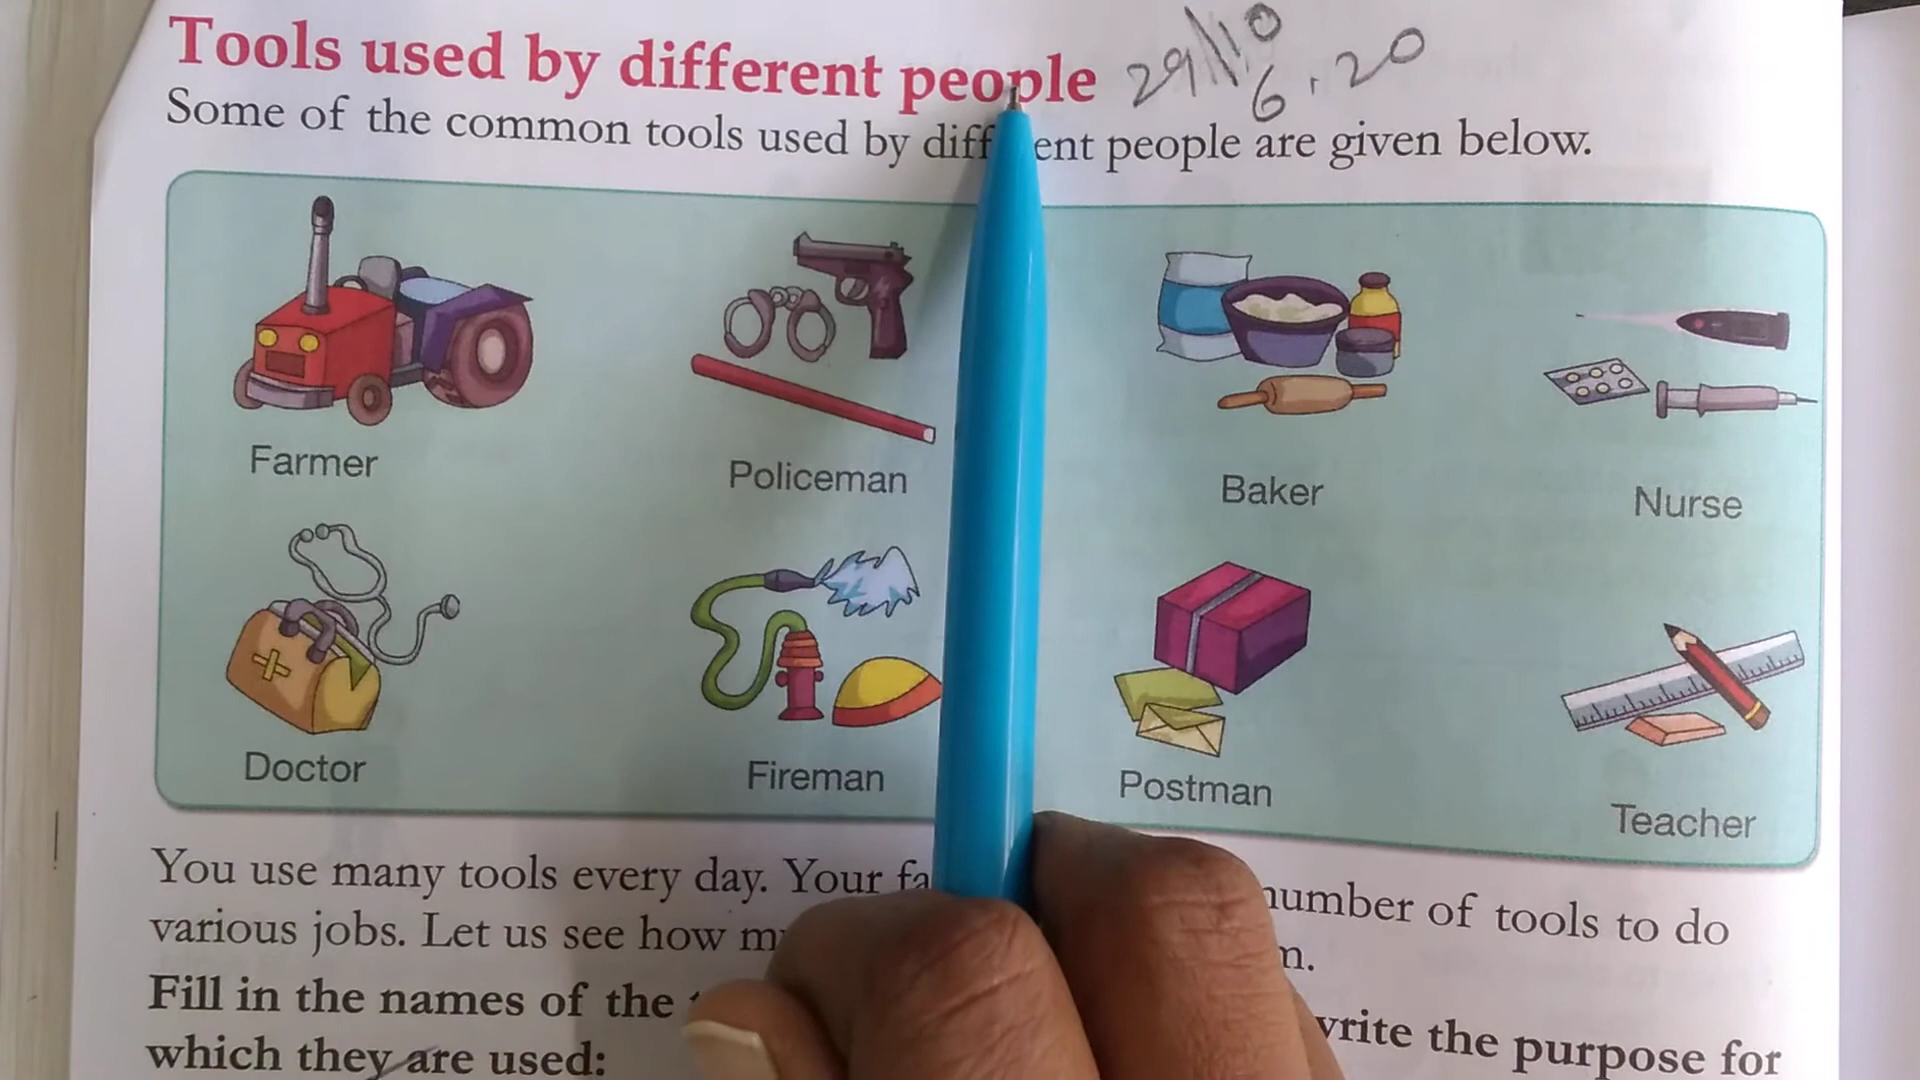 Tools used by different people 29/10
6.20
Some of the common tools used by ent people are given below.
Farmer
Policeman
Baker
Nurse
Doctor
Fireman
Postman
Teacher
You use many tools every day. Your number of tools to do
various jobs. Let us see how
Fill in the names of the write the purpose for
which they are used: